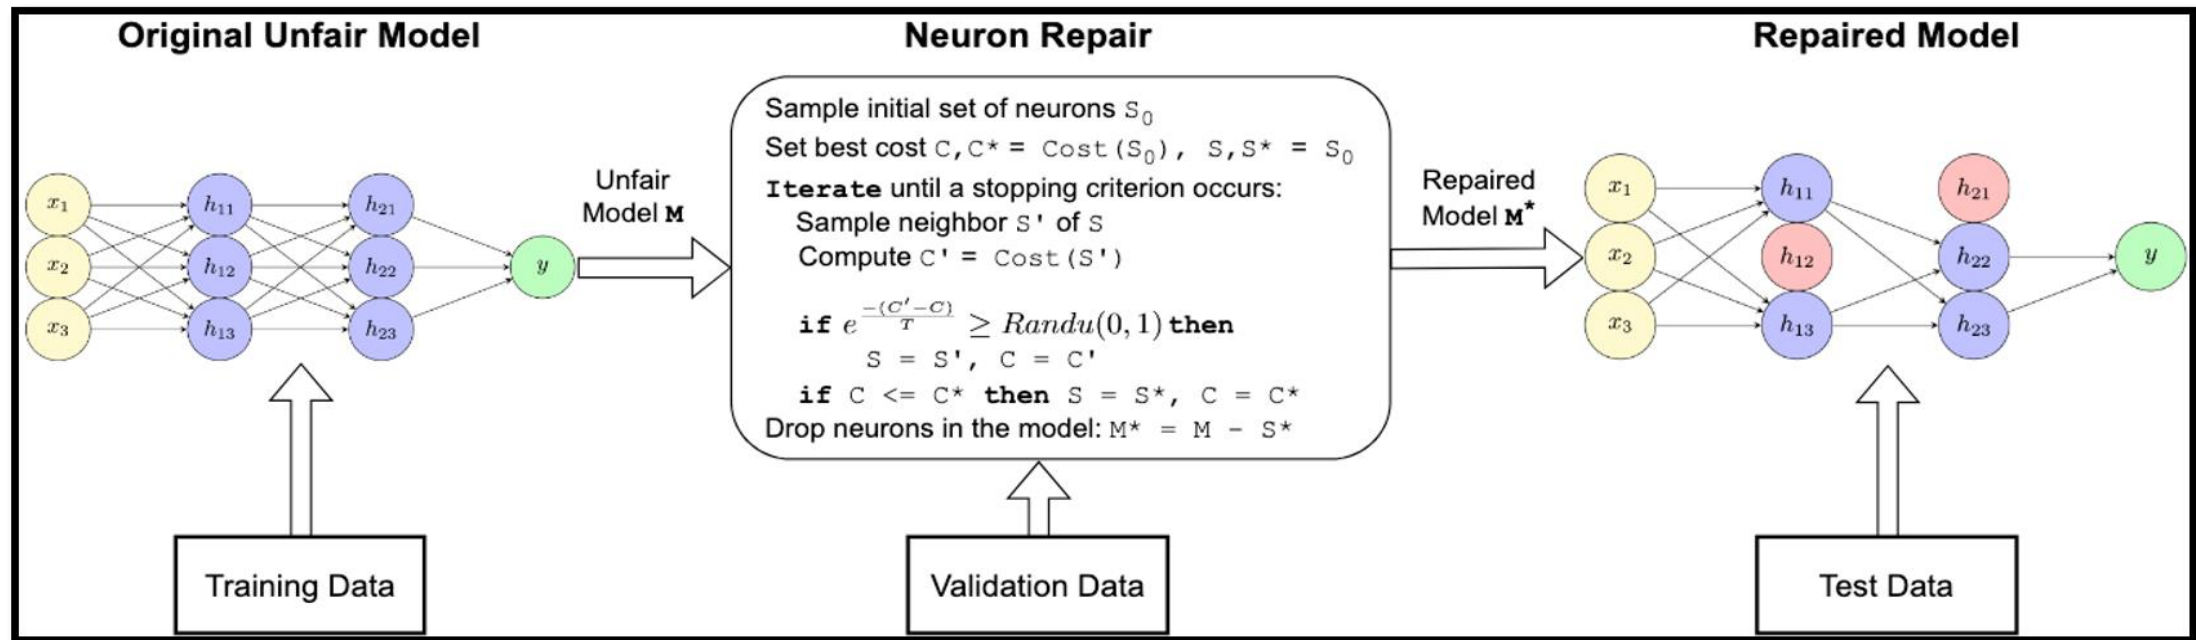 Original Unfair Model
Neuron Repair
Repaired Model
x₁
x₂
x₃
h₁₁
h₁₂
h₁₃
h₂₁
h₂₂
h₂₃
y
Unfair
Model M
Sample initial set of neurons S₀
Set best cost C,C* = Cost(S₀), S,S* = S₀
Iterate until a stopping criterion occurs:
Sample neighbor S' of S
Compute C' = Cost(S')
if e^{-(C'-C)/T} ≥ Randu(0, 1) then
S = S', C = C'
if C <= C* then S = S*, C = C*
Drop neurons in the model: M* = M - S*
Repaired
Model M*
x₁
x₂
x₃
h₁₁
h₁₂
h₁₃
h₂₁
h₂₂
h₂₃
y
Training Data
Validation Data
Test Data